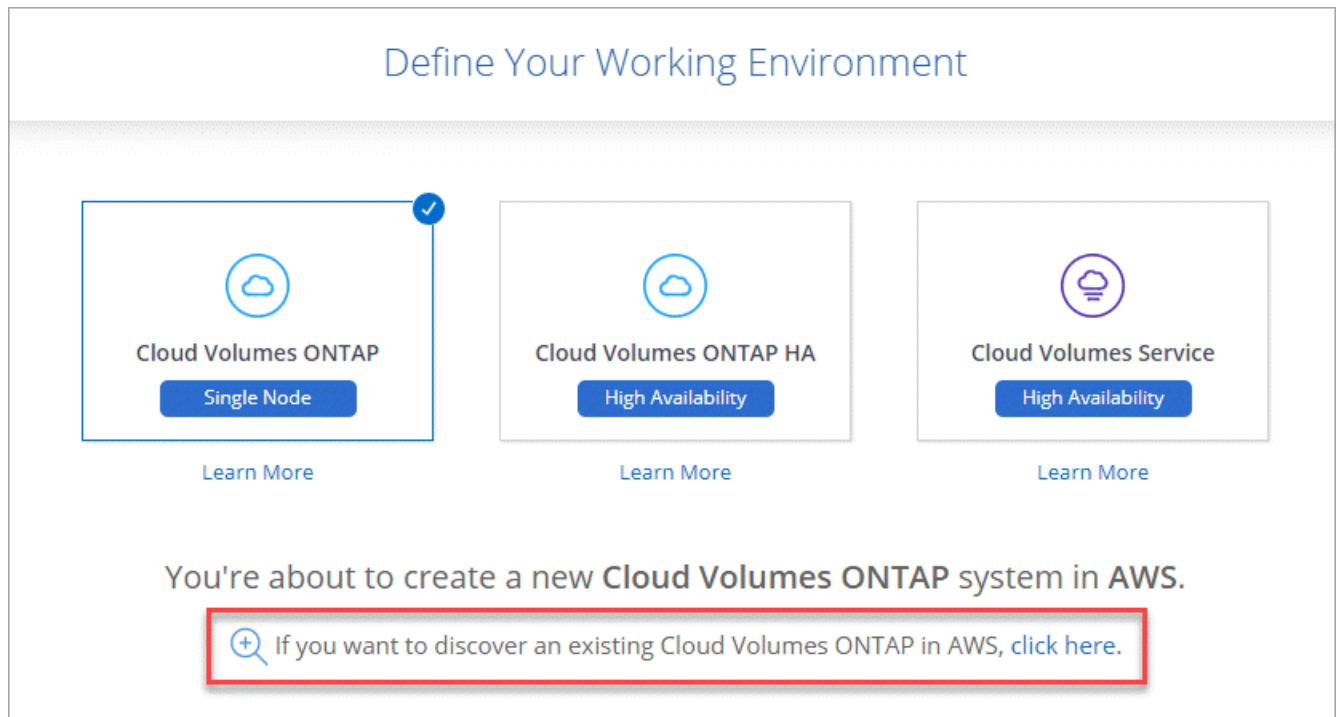 Define Your Working Environment
Cloud Volumes ONTAP
Single Node
Learn More
Cloud Volumes ONTAP HA
High Availability
Learn More
Cloud Volumes Service
High Availability
Learn More
You're about to create a new Cloud Volumes ONTAP system in AWS.
If you want to discover an existing Cloud Volumes ONTAP in AWS, click here.